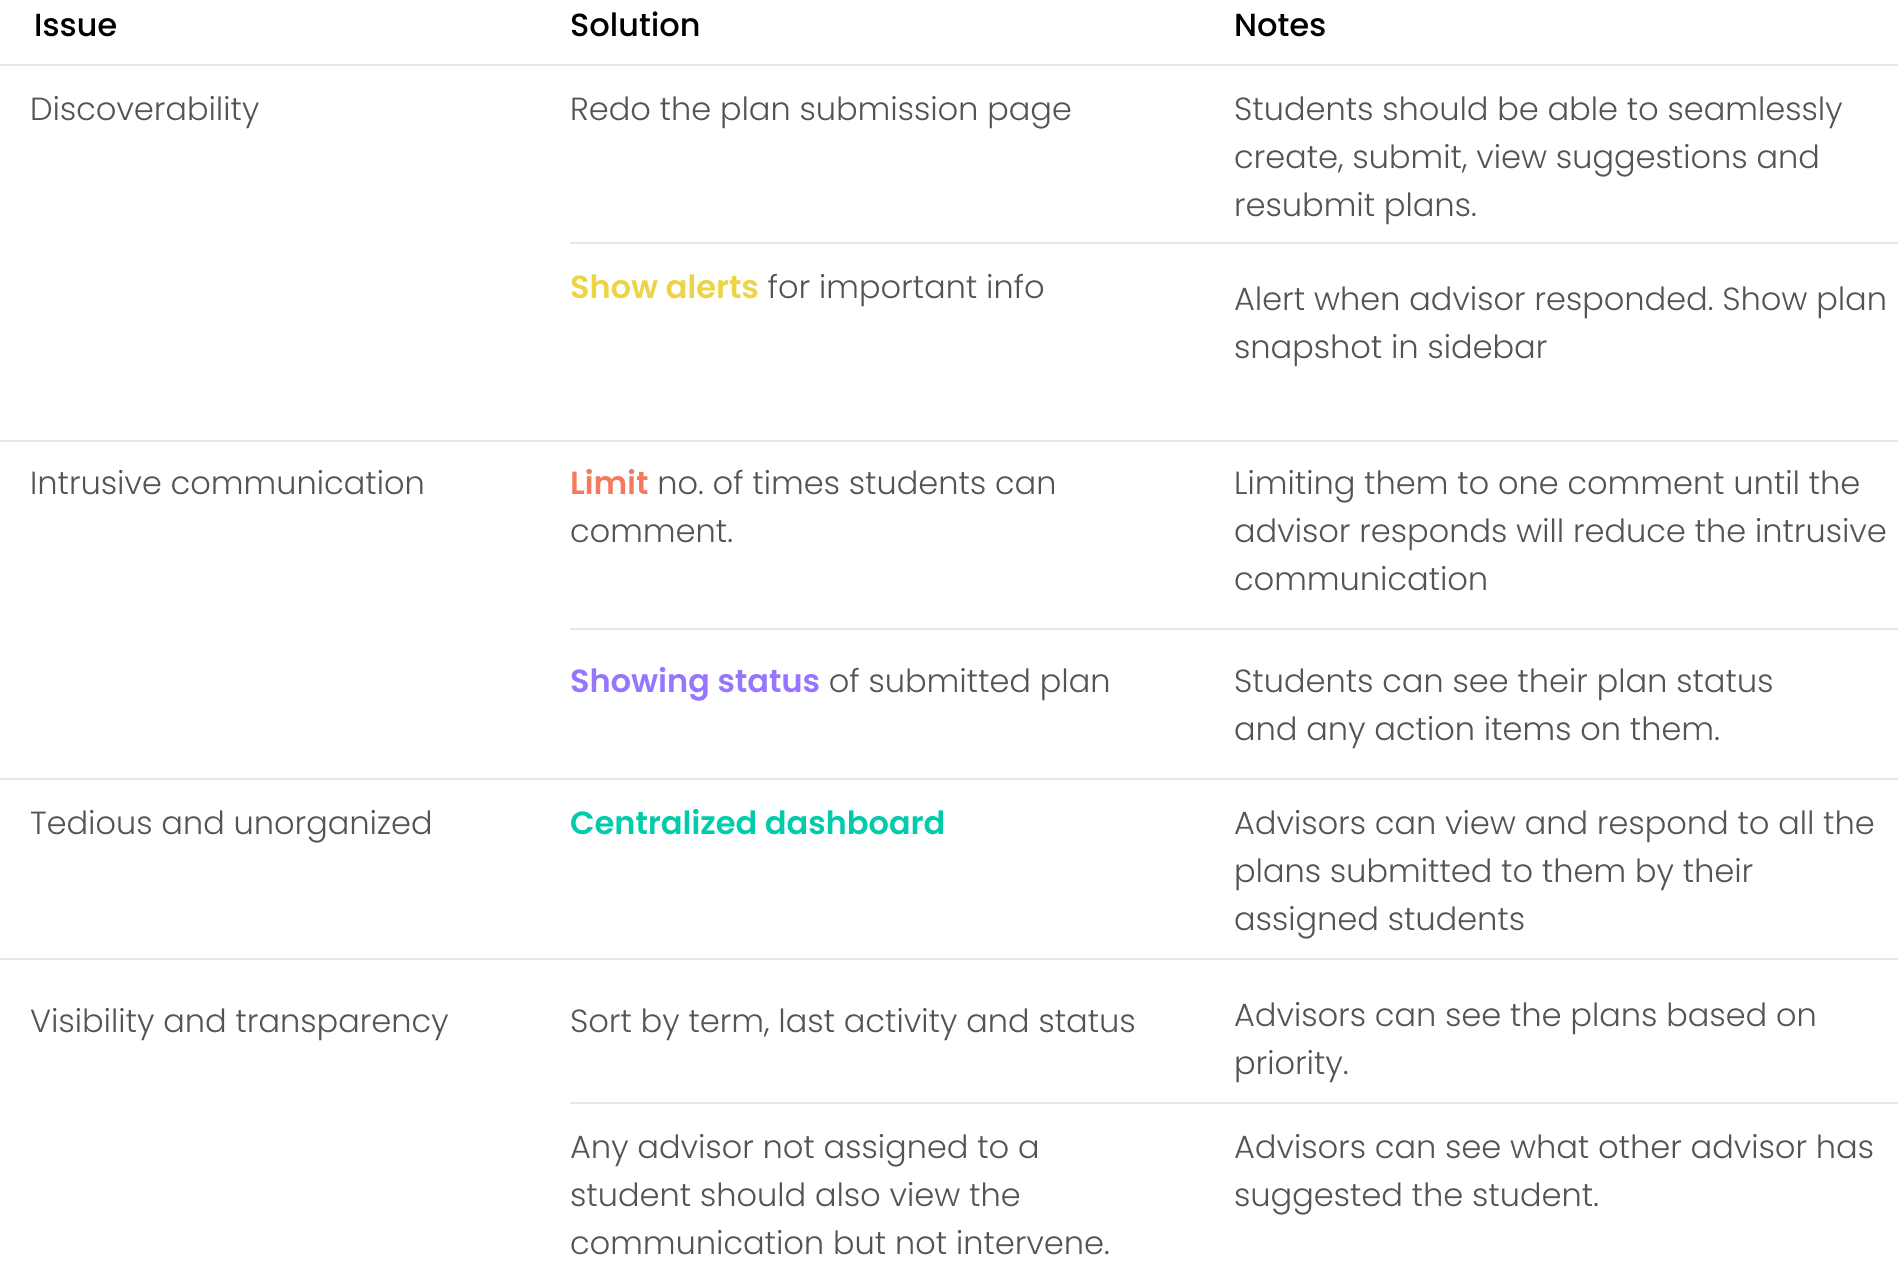 Issue
Solution
Notes
Discoverability
Redo the plan submission page
Students should be able to seamlessly
create, submit, view suggestions and
resubmit plans.
Show alerts for important info
Alert when advisor responded. Show plan
snapshot in sidebar
Intrusive communication
Limit no. of times students can
comment.
Limiting them to one comment until the
advisor responds will reduce the intrusive
communication
Showing status of submitted plan
Students can see their plan status
and any action items on them.
Tedious and unorganized
Centralized dashboard
Advisors can view and respond to all the
plans submitted to them by their
assigned students
Visibility and transparency
Sort by term, last activity and status
Advisors can see the plans based on
priority.
Any advisor not assigned to a
student should also view the
communication but not intervene.
Advisors can see what other advisor has
suggested the student.